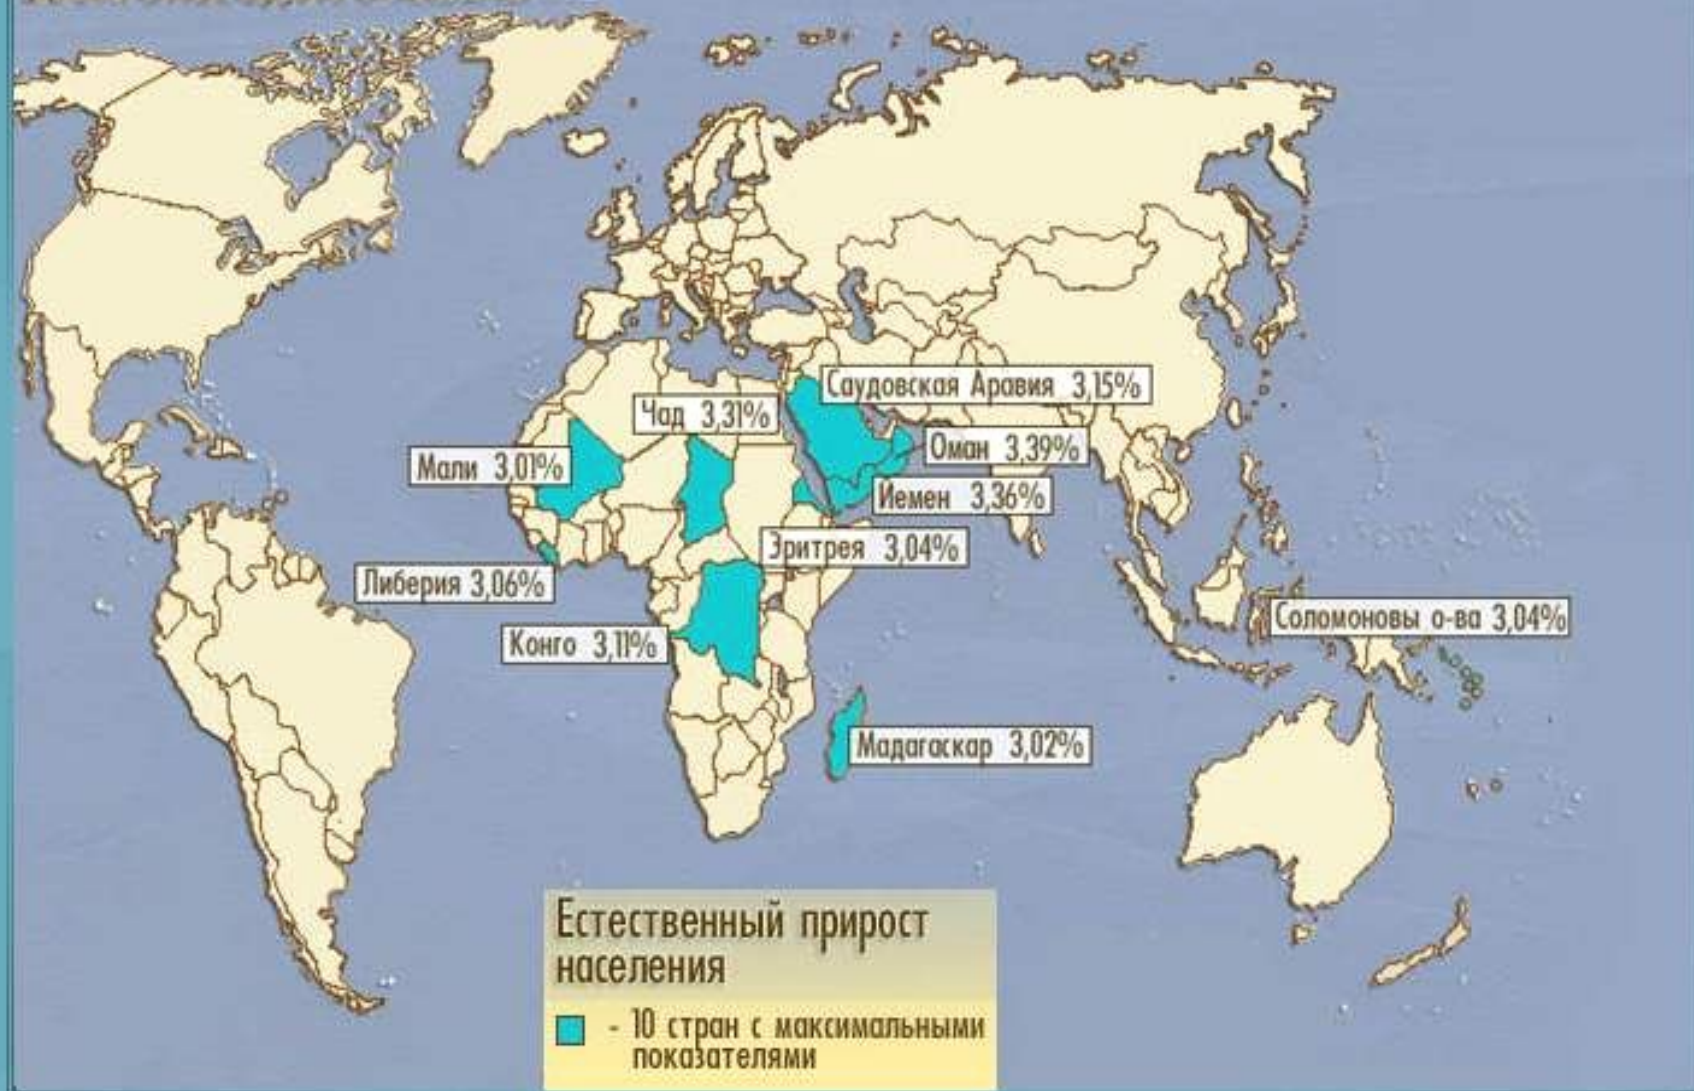 Саудовская Аравия 3,15%
Чад 3,31%
Оман 3,39%
Мали 3,01%
Йемен 3,36%
Эритрея 3,04%
Либерия 3,06%
Соломоновы о-ва 3,04%
Конго 3,11%
Мадагаскар 3,02%
Естественный прирост
населения
- 10 стран с максимальными
показателями